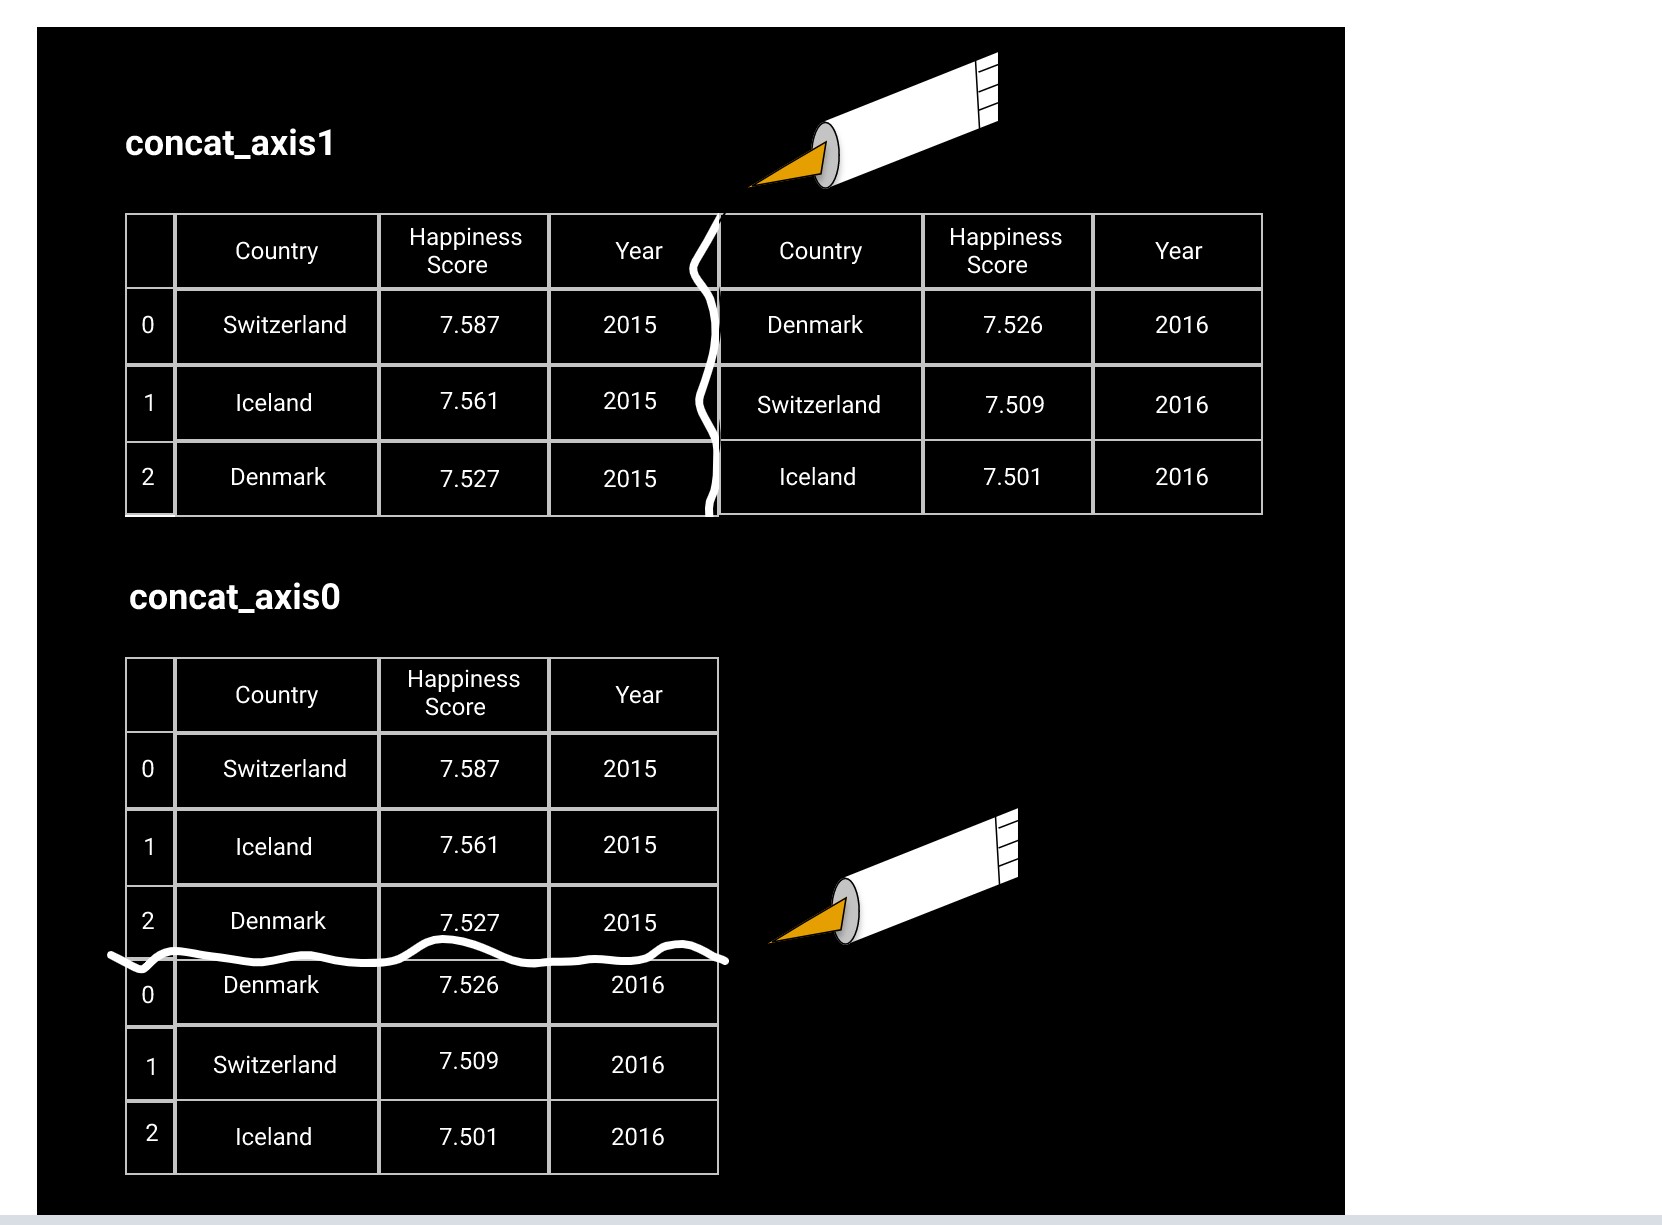 concat_axis1
Country Happiness Score Year Country Happiness Score Year
0 Switzerland 7.587 2015 Denmark 7.526 2016
1 Iceland 7.561 2015 Switzerland 7.509 2016
2 Denmark 7.527 2015 Iceland 7.501 2016
concat_axis0
Country Happiness Score Year
0 Switzerland 7.587 2015
1 Iceland 7.561 2015
2 Denmark 7.527 2015
0 Denmark 7.526 2016
1 Switzerland 7.509 2016
2 Iceland 7.501 2016